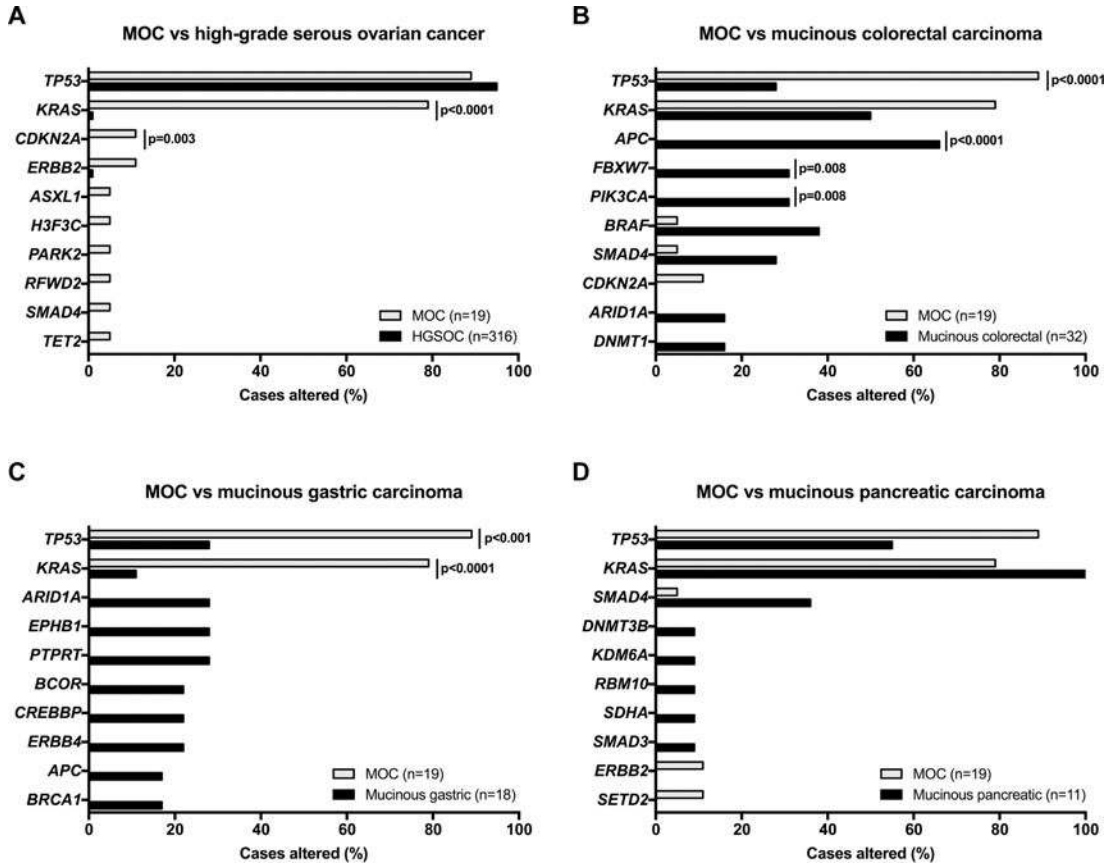 A
MOC vs high-grade serous ovarian cancer
TP53
KRAS
p<0.0001
CDKN2A
p=0.003
ERBB2
ASXL1
H3F3C
PARK2
RFWD2
SMAD4
TET2
MOC (n=19)
HGSOC (n=316)
0 20 40 60 80 100
Cases altered (%)
B
MOC vs mucinous colorectal carcinoma
TP53
p<0.0001
KRAS
APC
p<0.0001
FBXW7
p=0.008
PIK3CA
p=0.008
BRAF
SMAD4
CDKN2A
ARID1A
DNMT1
MOC (n=19)
Mucinous colorectal (n=32)
0 20 40 60 80 100
Cases altered (%)
C
MOC vs mucinous gastric carcinoma
TP53
p<0.001
KRAS
p<0.0001
ARID1A
EPHB1
PTPRT
BCOR
CREBBP
ERBB4
APC
BRCA1
MOC (n=19)
Mucinous gastric (n=18)
0 20 40 60 80 100
Cases altered (%)
D
MOC vs mucinous pancreatic carcinoma
TP53
KRAS
SMAD4
DNMT3B
KDM6A
RBM10
SDHA
SMAD3
ERBB2
SETD2
MOC (n=19)
Mucinous pancreatic (n=11)
0 20 40 60 80 100
Cases altered (%)